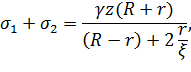 σ₁ + σ₂ = γz(R + r) / ((R − r) + 2 r/ξ),